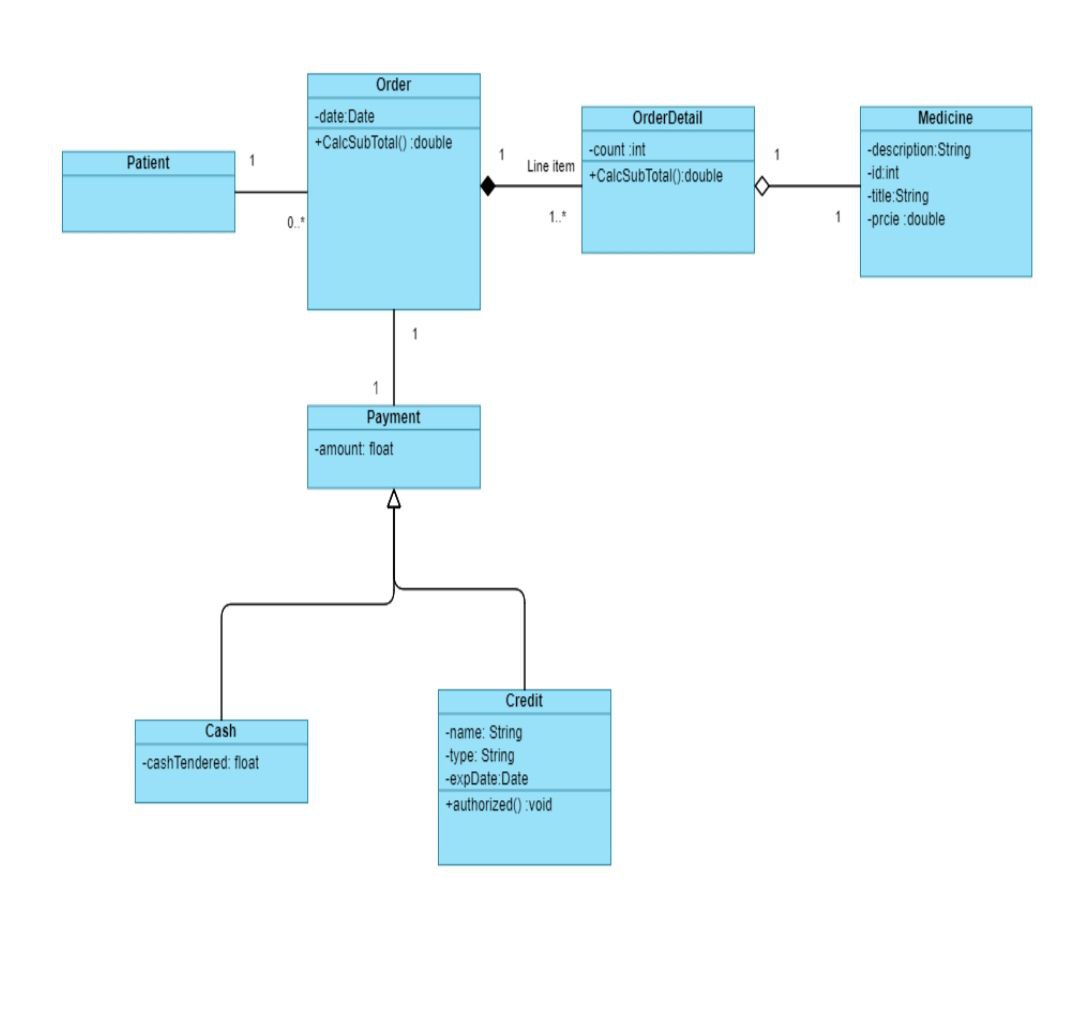 Patient
1
0..*
Order
-date:Date
+CalcSubTotal() :double
1
Line item
1..*
OrderDetail
-count :int
+CalcSubTotal():double
1
1
Medicine
-description:String
-id:int
-title:String
-prcie :double
1
1
Payment
-amount: float
Cash
-cashTendered: float
Credit
-name: String
-type: String
-expDate:Date
+authorized() :void